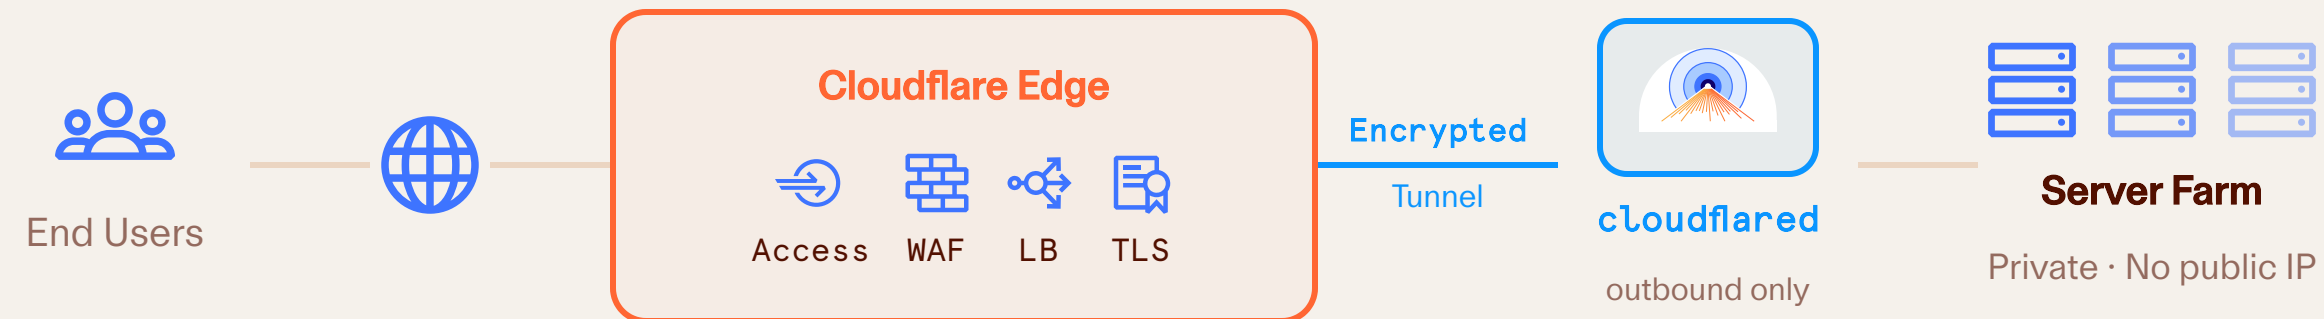 End Users
Cloudflare Edge
Access
WAF
LB
TLS
Encrypted
Tunnel
cloudflared
outbound only
Server Farm
Private · No public IP